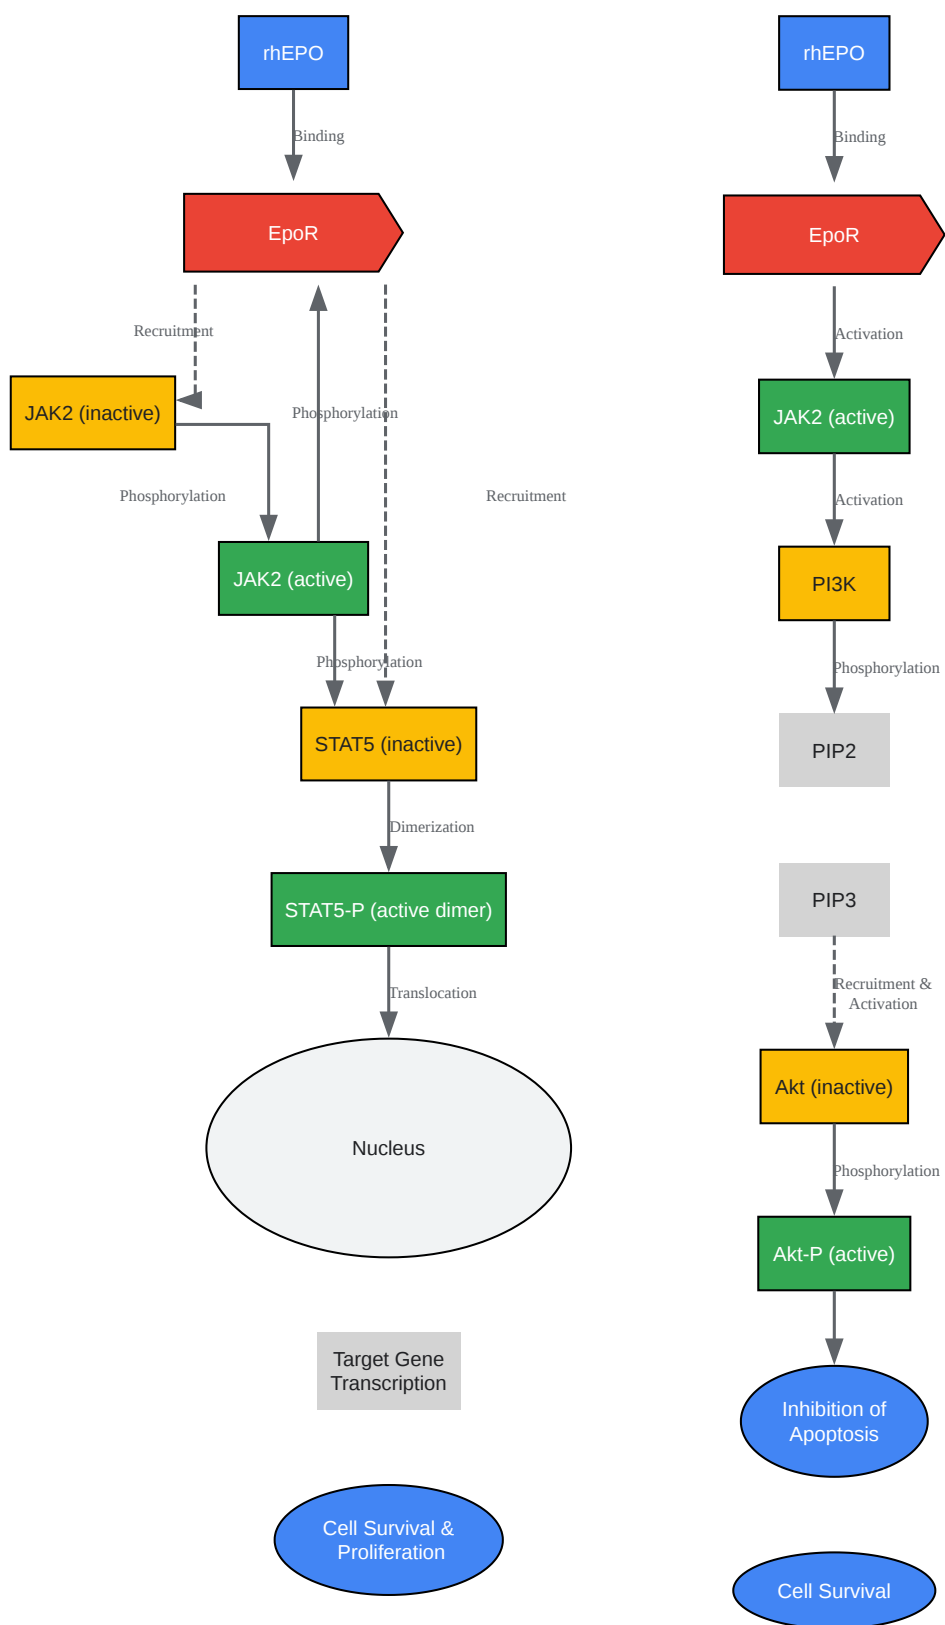 rhEPO
Binding
EpoR
Recruitment
JAK2 (inactive)
Phosphorylation
Phosphorylation
Recruitment
JAK2 (active)
Phosphorylation
STAT5 (inactive)
Dimerization
STAT5-P (active dimer)
Translocation
Nucleus
Target Gene
Transcription
Cell Survival &
Proliferation
rhEPO
Binding
EpoR
Activation
JAK2 (active)
Activation
PI3K
Phosphorylation
PIP2
PIP3
Recruitment &
Activation
Akt (inactive)
Phosphorylation
Akt-P (active)
Inhibition of
Apoptosis
Cell Survival